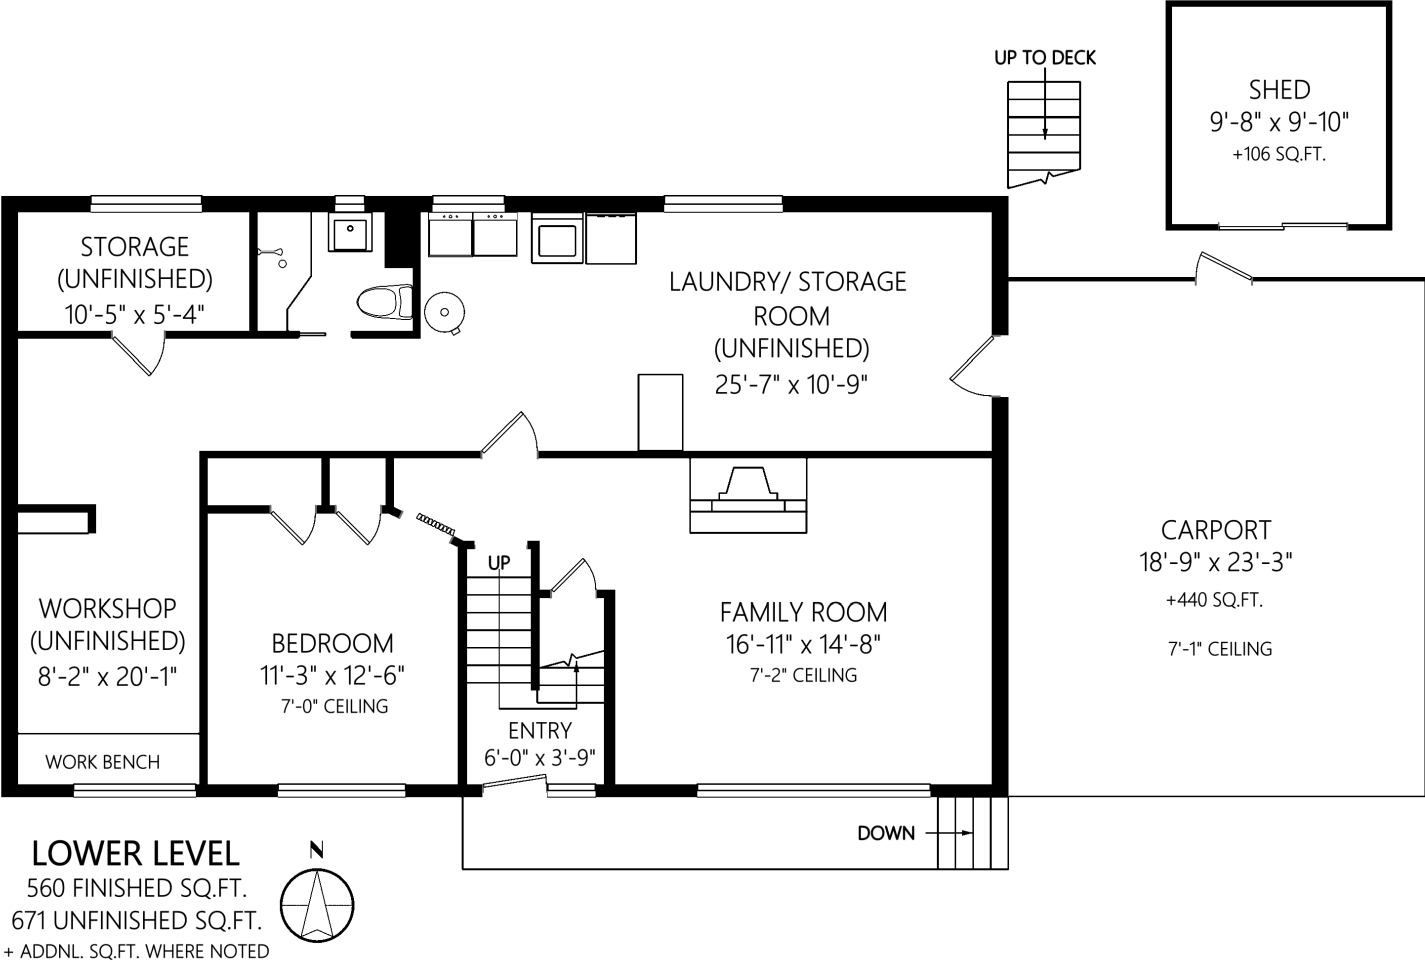 UP TO DECK
SHED
9'-8" x 9'-10"
+106 SQ.FT.
STORAGE
(UNFINISHED)
10'-5" x 5'-4"
LAUNDRY/ STORAGE
ROOM
(UNFINISHED)
25'-7" x 10'-9"
CARPORT
18'-9" x 23'-3"
+440 SQ.FT.
7'-1" CEILING
WORKSHOP
(UNFINISHED)
8'-2" x 20'-1"
WORK BENCH
BEDROOM
11'-3" x 12'-6"
7'-0" CEILING
UP
ENTRY
6'-0" x 3'-9"
FAMILY ROOM
16'-11" x 14'-8"
7'-2" CEILING
DOWN
LOWER LEVEL
560 FINISHED SQ.FT.
671 UNFINISHED SQ.FT.
+ ADDNL. SQ.FT. WHERE NOTED
N